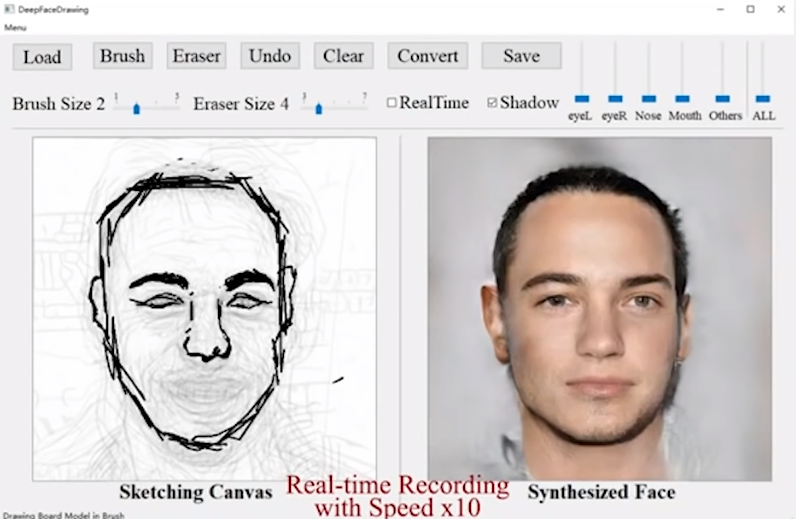 DeepFaceDrawing
Menu
Load Brush Eraser Undo Clear Convert Save
Brush Size 2 1 5 Eraser Size 4 3 7 RealTime Shadow
eyeL eyeR Nose Mouth Others ALL
Sketching Canvas Real-time Recording Synthesized Face
with Speed x10
Drawing Board Model in Brush